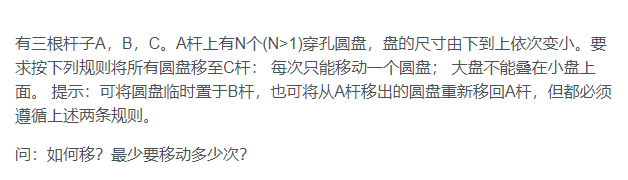 有三根杆子A，B，C。A杆上有N个(N>1)穿孔圆盘，盘的尺寸由下到上依次变小。要
求按下列规则将所有圆盘移至C杆： 每次只能移动一个圆盘； 大盘不能叠在小盘上
面。 提示：可将圆盘临时置于B杆，也可将从A杆移出的圆盘重新移回A杆，但都必须
遵循上述两条规则。
问：如何移？最少要移动多少次？